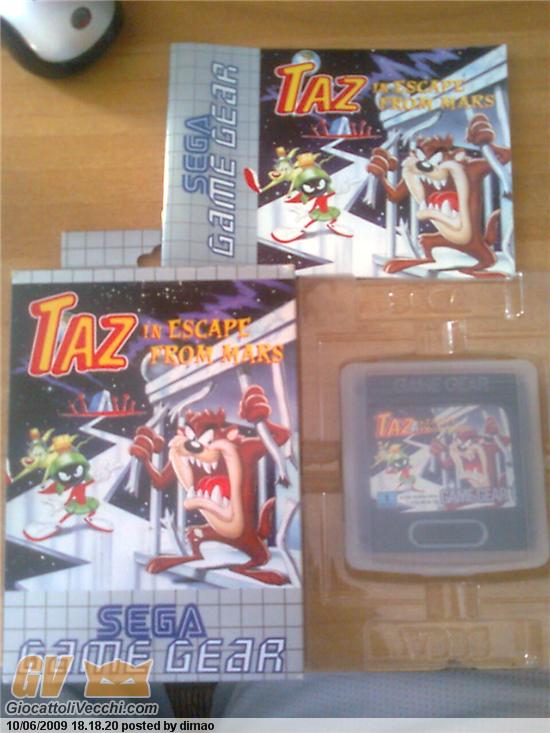 TAZ
IN ESCAPE
FROM MARS
SEGA
GAME GEAR
TAZ
IN ESCAPE
FROM MARS
SEGA
GAME GEAR
SEGA
GAME GEAR
TAZ
GAME GEAR
SEGA
GV
GiocattoliVecchi.com
10/06/2009 18.18.20 posted by dimao